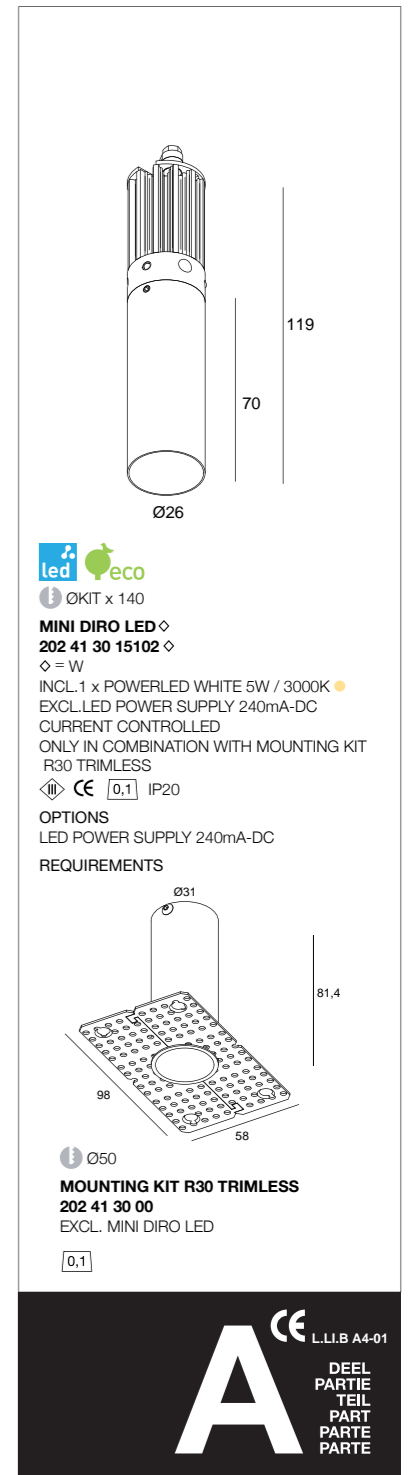 119
70
Ø26
led eco
ØKIT x 140
MINI DIRO LED ◇
202 41 30 15102 ◇
◇ = W
INCL.1 x POWERLED WHITE 5W / 3000K
EXCL.LED POWER SUPPLY 240mA-DC
CURRENT CONTROLLED
ONLY IN COMBINATION WITH MOUNTING KIT
R30 TRIMLESS
III CE 0,1 IP20
OPTIONS
LED POWER SUPPLY 240mA-DC
REQUIREMENTS
Ø31
81,4
98
58
Ø50
MOUNTING KIT R30 TRIMLESS
202 41 30 00
EXCL. MINI DIRO LED
0,1
A
CE L.LI.B A4-01
DEEL
PARTIE
TEIL
PART
PARTE
PARTE